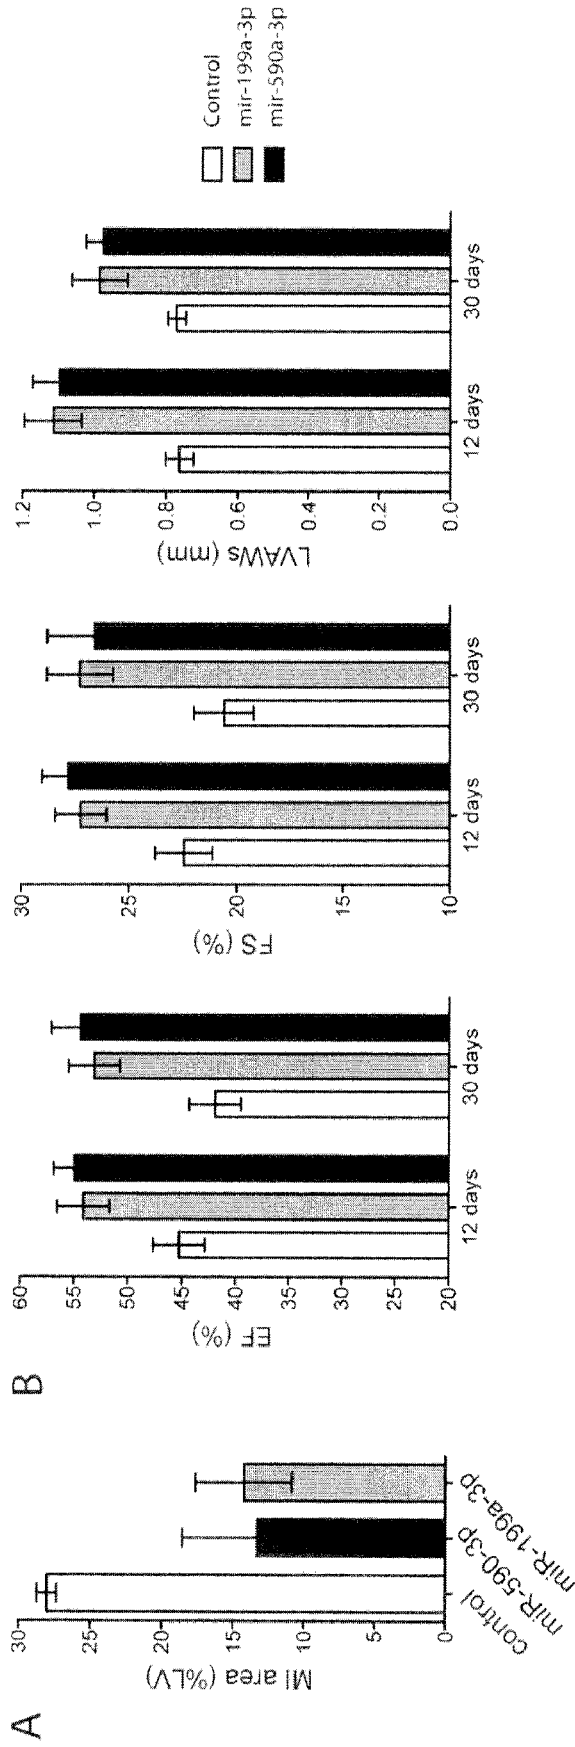 A
MI area (%LV)
30
25
20
15
10
5
0
control
miR-590-3p
miR-199a-3p
B
EF (%)
60
55
50
45
40
35
30
25
20
12 days
30 days
FS (%)
30
25
20
15
10
12 days
30 days
LVAWs (mm)
1.2
1.0
0.8
0.6
0.4
0.2
0.0
12 days
30 days
Control
mir-199a-3p
mir-590a-3p